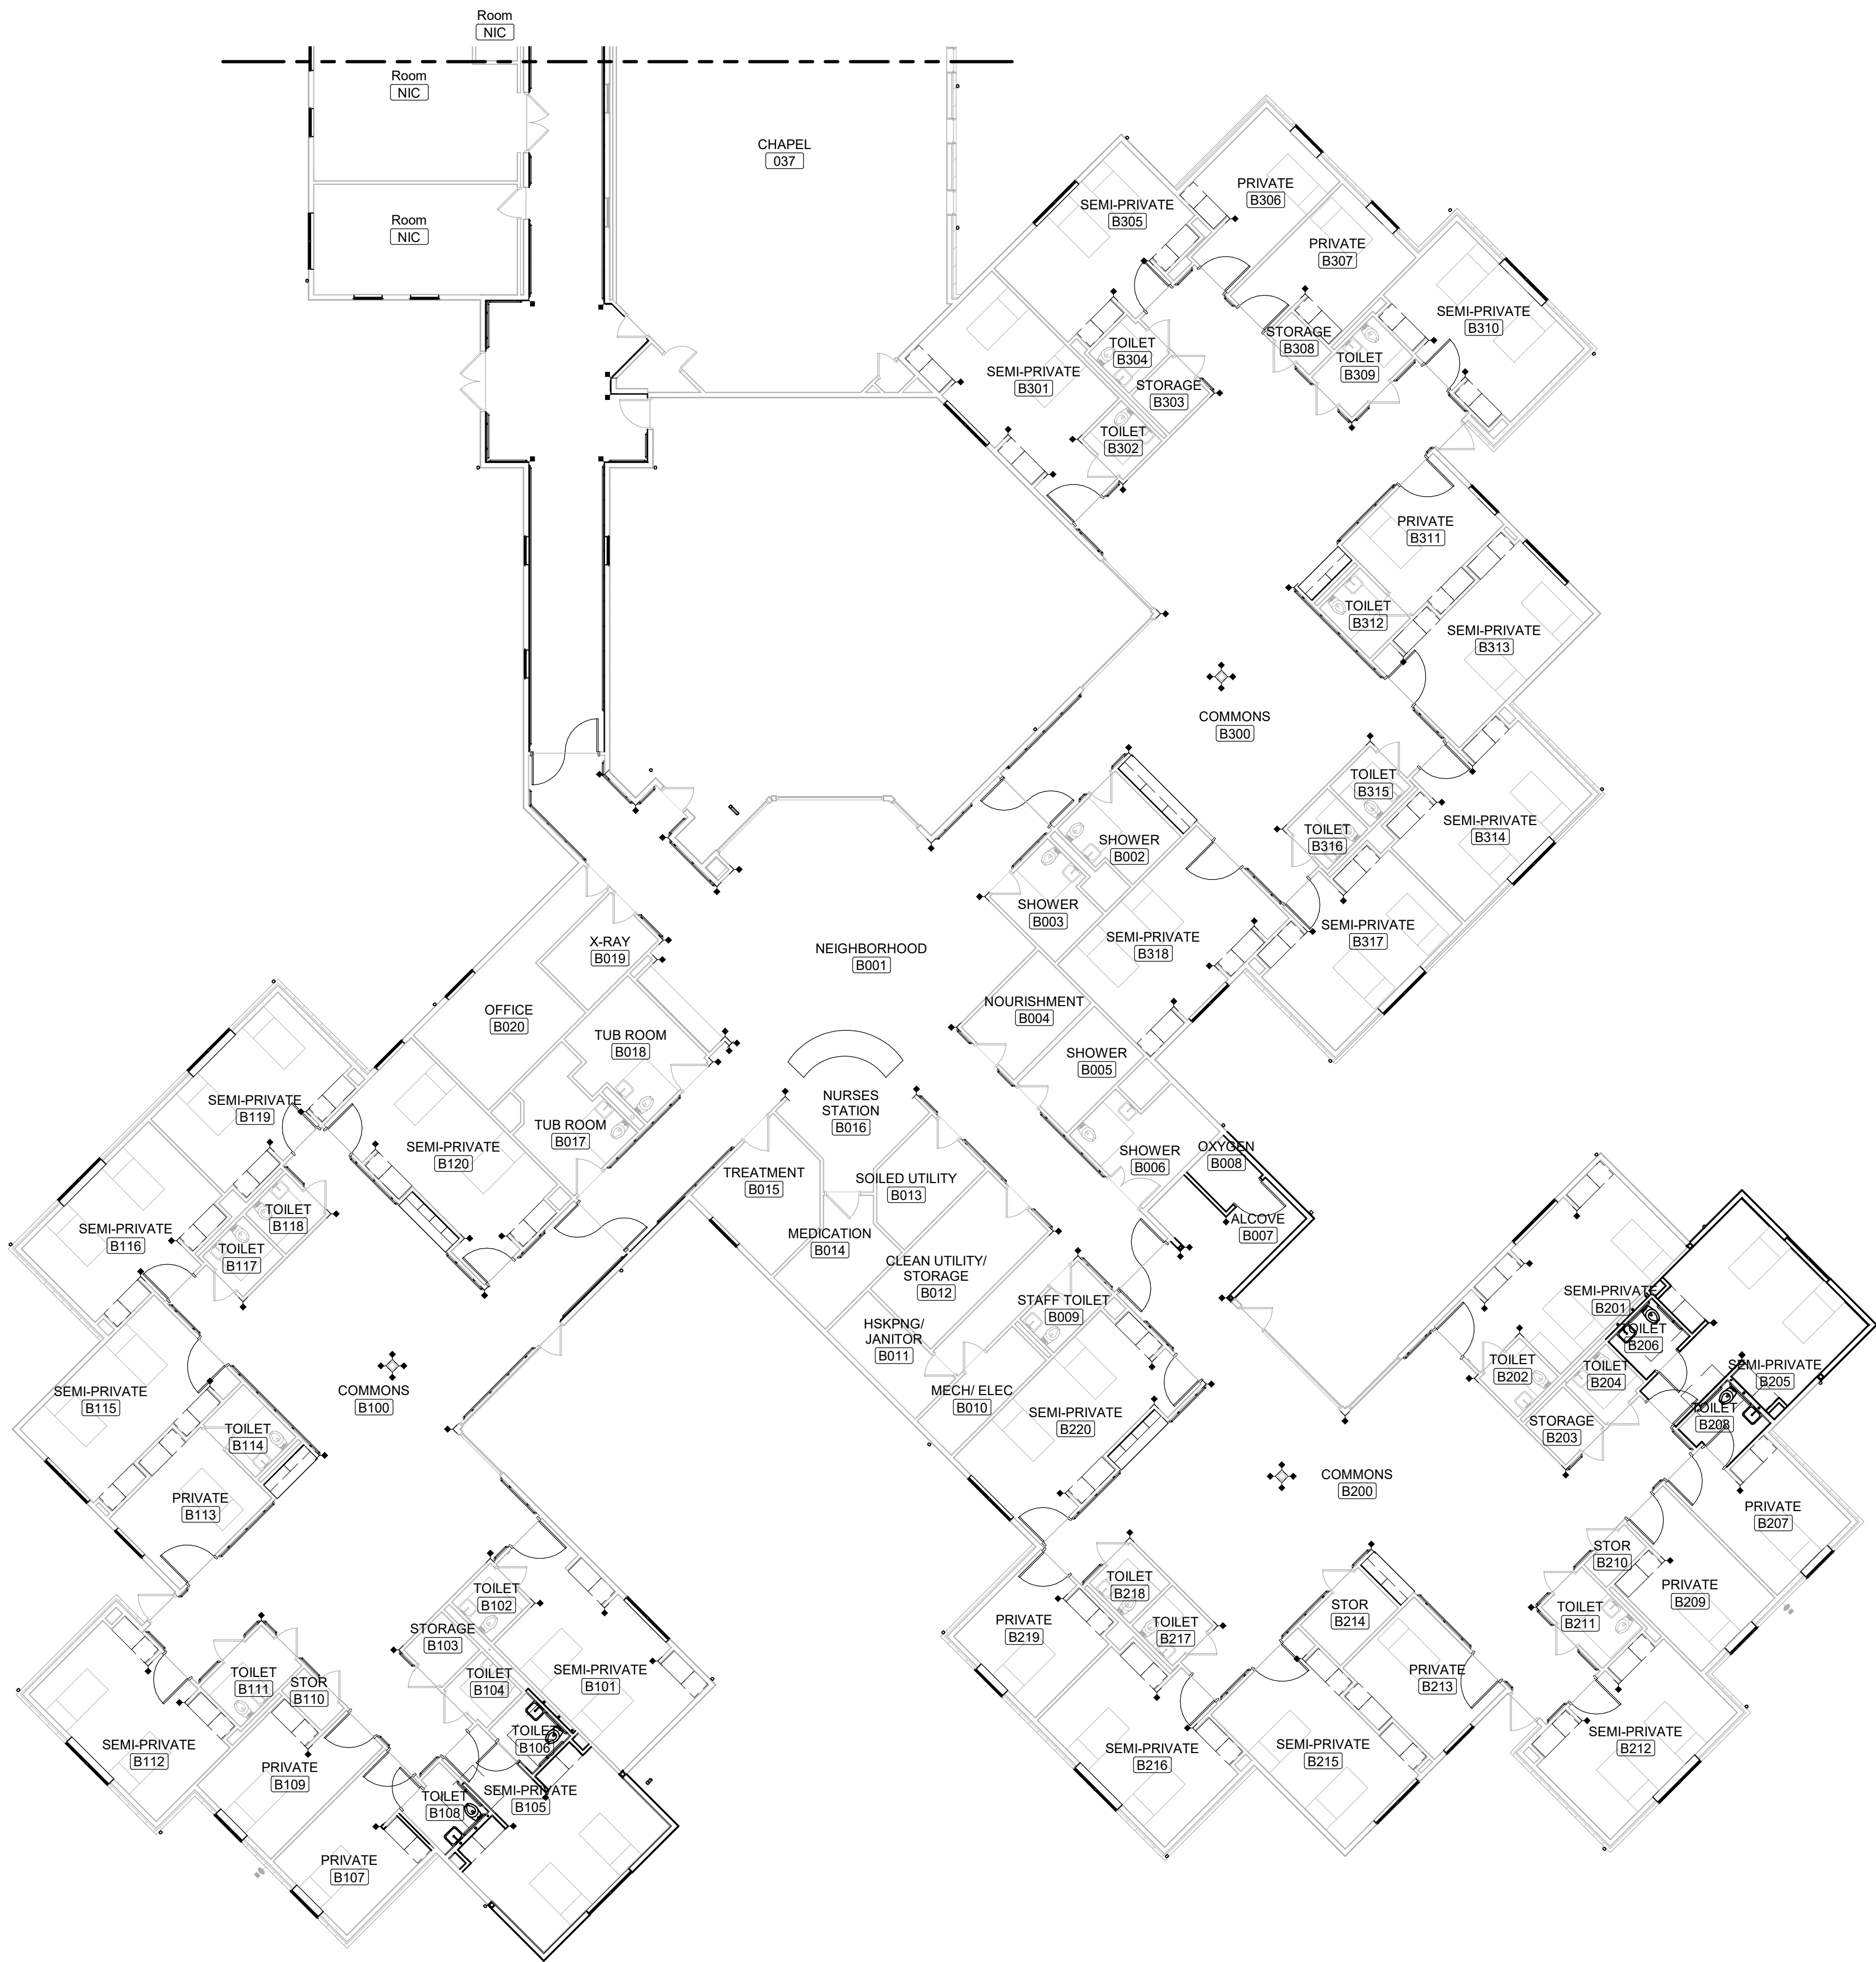 Room
NIC
Room
NIC
Room
NIC
CHAPEL
037
PRIVATE
B306
SEMI-PRIVATE
B305
PRIVATE
B307
SEMI-PRIVATE
B310
STORAGE
B308
TOILET
B304
TOILET
B309
SEMI-PRIVATE
B301
STORAGE
B303
TOILET
B302
PRIVATE
B311
TOILET
B312
SEMI-PRIVATE
B313
COMMONS
B300
TOILET
B315
SEMI-PRIVATE
B314
TOILET
B316
SHOWER
B002
SHOWER
B003
SEMI-PRIVATE
B317
SEMI-PRIVATE
B318
X-RAY
B019
NEIGHBORHOOD
B001
NOURISHMENT
B004
OFFICE
B020
TUB ROOM
B018
SHOWER
B005
NURSES
STATION
B016
SEMI-PRIVATE
B119
TUB ROOM
B017
SEMI-PRIVATE
B120
SHOWER
B006
OXYGEN
B008
TREATMENT
B015
SOILED UTILITY
B013
TOILET
B118
SEMI-PRIVATE
B116
TOILET
B117
MEDICATION
B014
ALCOVE
B007
CLEAN UTILITY/
STORAGE
B012
STAFF TOILET
B009
SEMI-PRIVATE
B201
HSKPNG/
JANITOR
B011
TOILET
B206
TOILET
B202
TOILET
B204
SEMI-PRIVATE
B205
SEMI-PRIVATE
B115
COMMONS
B100
MECH/ ELEC
B010
SEMI-PRIVATE
B220
TOILET
B208
STORAGE
B203
TOILET
B114
COMMONS
B200
PRIVATE
B113
PRIVATE
B207
STOR
B210
PRIVATE
B209
TOILET
B218
TOILET
B102
STOR
B214
TOILET
B211
PRIVATE
B219
TOILET
B217
STORAGE
B103
TOILET
B111
STOR
B110
TOILET
B104
SEMI-PRIVATE
B101
PRIVATE
B213
TOILET
B106
SEMI-PRIVATE
B112
SEMI-PRIVATE
B216
SEMI-PRIVATE
B215
SEMI-PRIVATE
B212
PRIVATE
B109
SEMI-PRIVATE
B105
TOILET
B108
PRIVATE
B107